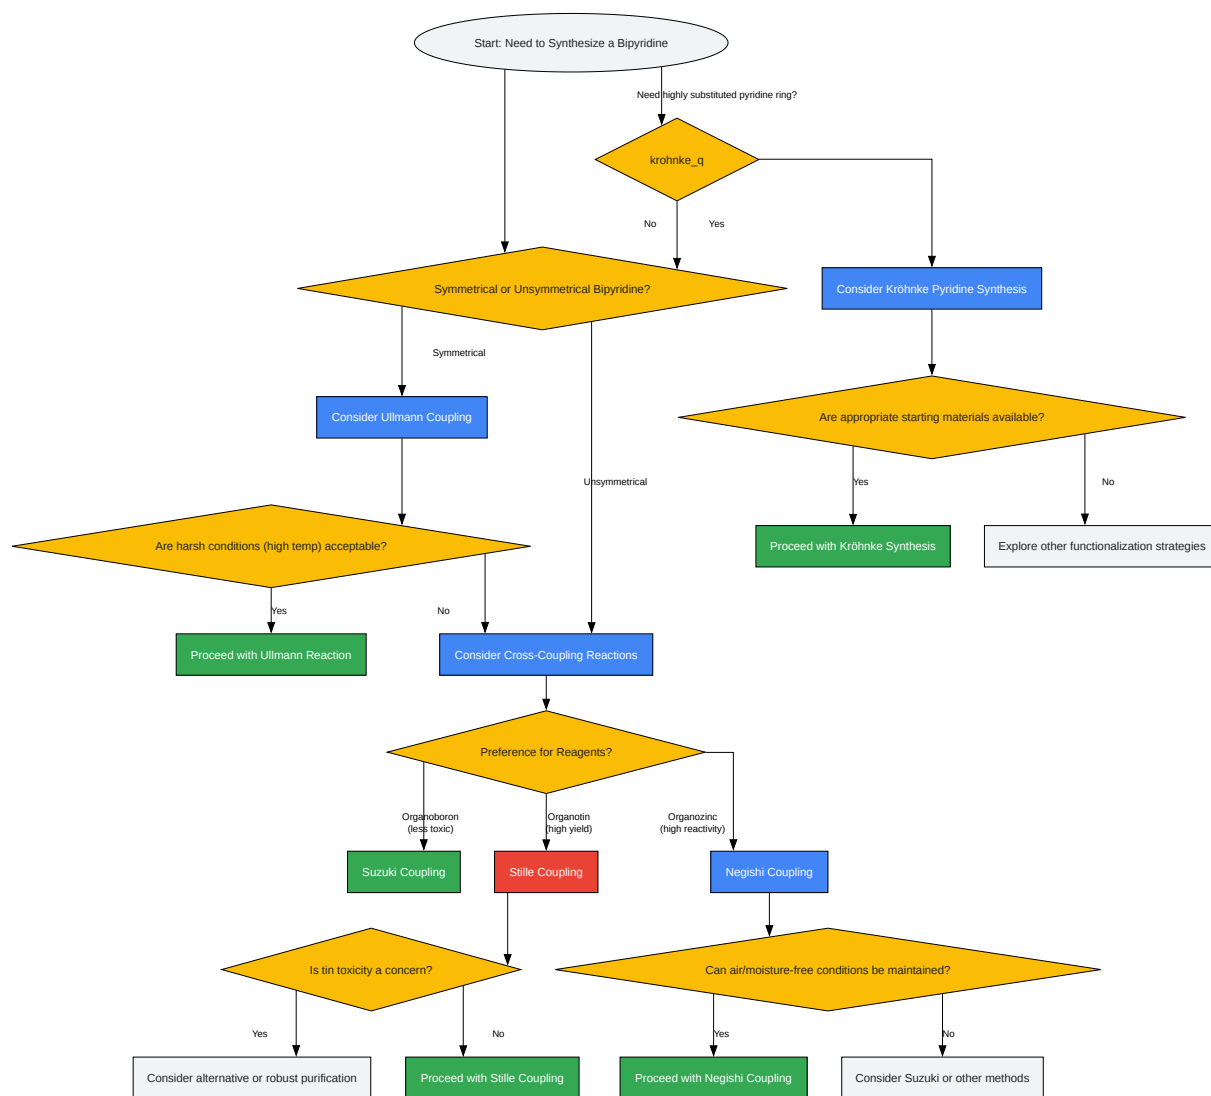 Start: Need to Synthesize a Bipyridine
Need highly substituted pyridine ring?
krohnke_q
No
Yes
Symmetrical or Unsymmetrical Bipyridine?
Consider Kröhnke Pyridine Synthesis
Symmetrical
Consider Ullmann Coupling
Are appropriate starting materials available?
Unsymmetrical
Yes
No
Are harsh conditions (high temp) acceptable?
Proceed with Kröhnke Synthesis
Explore other functionalization strategies
Yes
No
Proceed with Ullmann Reaction
Consider Cross-Coupling Reactions
Preference for Reagents?
Organoboron
(less toxic)
Organotin
(high yield)
Organozinc
(high reactivity)
Suzuki Coupling
Stille Coupling
Negishi Coupling
Is tin toxicity a concern?
Can air/moisture-free conditions be maintained?
Yes
No
Yes
No
Consider alternative or robust purification
Proceed with Stille Coupling
Proceed with Negishi Coupling
Consider Suzuki or other methods